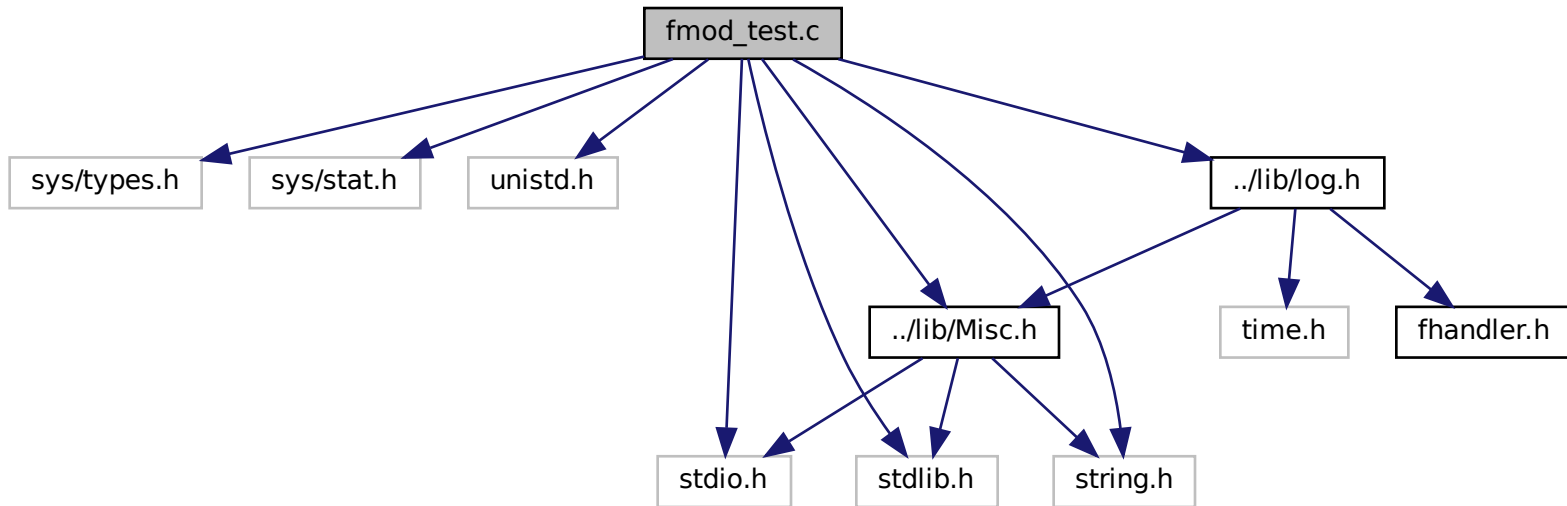 fmod_test.c
sys/types.h
sys/stat.h
unistd.h
../lib/log.h
../lib/Misc.h
time.h
fhandler.h
stdio.h
stdlib.h
string.h